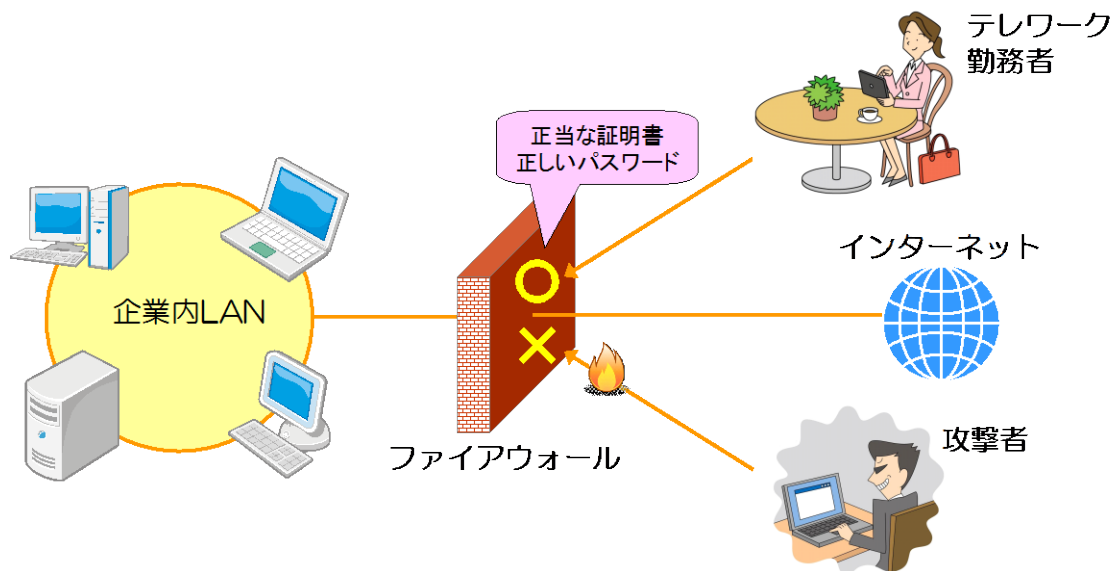 テレワーク
勤務者
正当な証明書
正しいパスワード
インターネット
企業内LAN
攻撃者
ファイアウォール